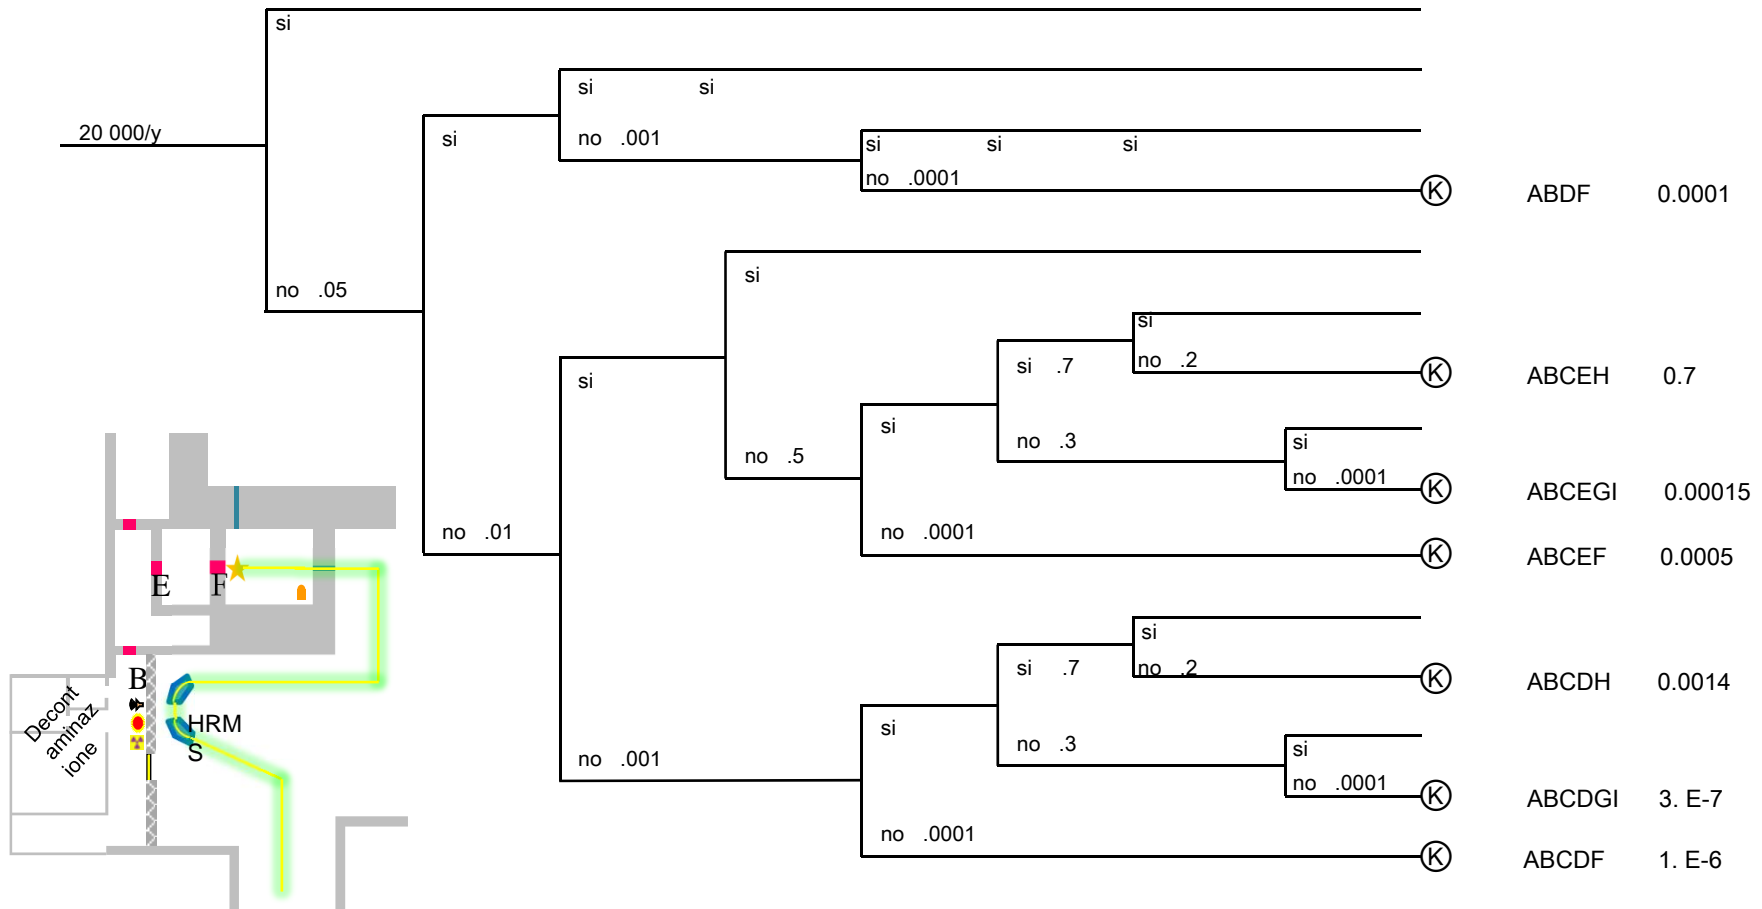 si
si si
20 000/y
si
no .001
si si si
no .0001
K ABDF 0.0001
si
no .05
si
si .7
no .2
K ABCEH 0.7
si
si
no .3
si
no .5
no .0001
K ABCEGI 0.00015
no .01
no .0001
K ABCEF 0.0005
E F
si
si .7
no .2
K ABCDH 0.0014
B
Decont
aminaz
ione
HRM
S
si
no .3
si
no .001
no .0001
K ABCDGI 3. E-7
no .0001
K ABCDF 1. E-6